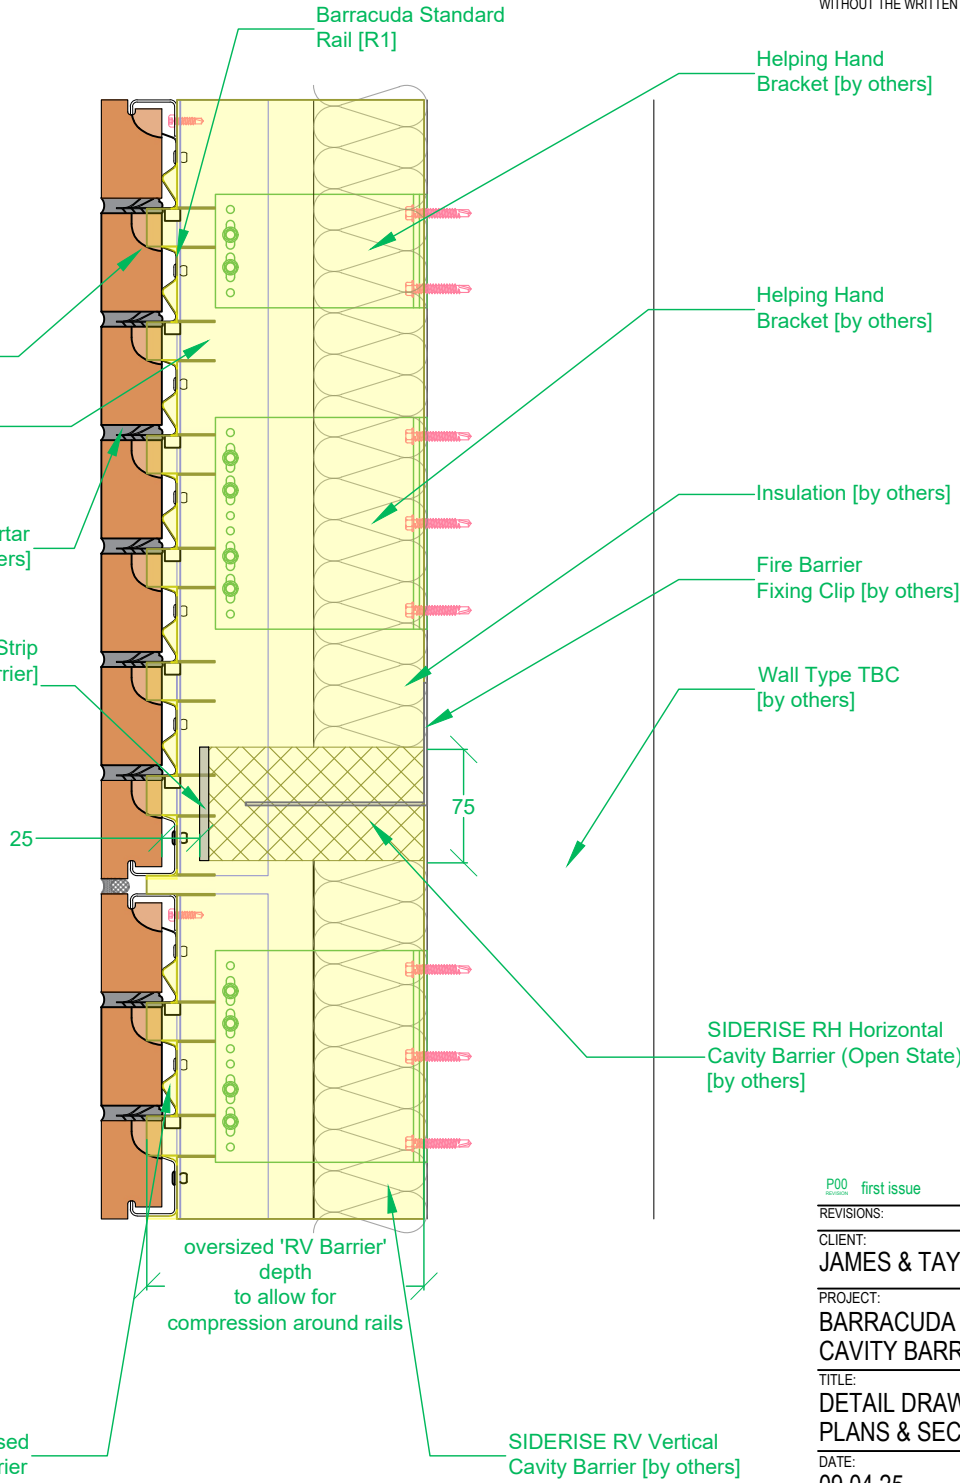 WITHOUT THE WRITTEN
Barracuda Standard
Rail [R1]
Helping Hand
Bracket [by others]
Helping Hand
Bracket [by others]
Insulation [by others]
rtar
ers]
Fire Barrier
Fixing Clip [by others]
Strip
rier]
Wall Type TBC
[by others]
75
25
SIDERISE RH Horizontal
Cavity Barrier (Open State)
[by others]
P00 first issue
REVISION
REVISIONS:
CLIENT:
JAMES & TAY
oversized 'RV Barrier'
depth
to allow for
compression around rails
PROJECT:
BARRACUDA
CAVITY BARR
TITLE:
DETAIL DRAW
PLANS & SEC
sed
rier
SIDERISE RV Vertical
Cavity Barrier [by others]
DATE:
09.04.25